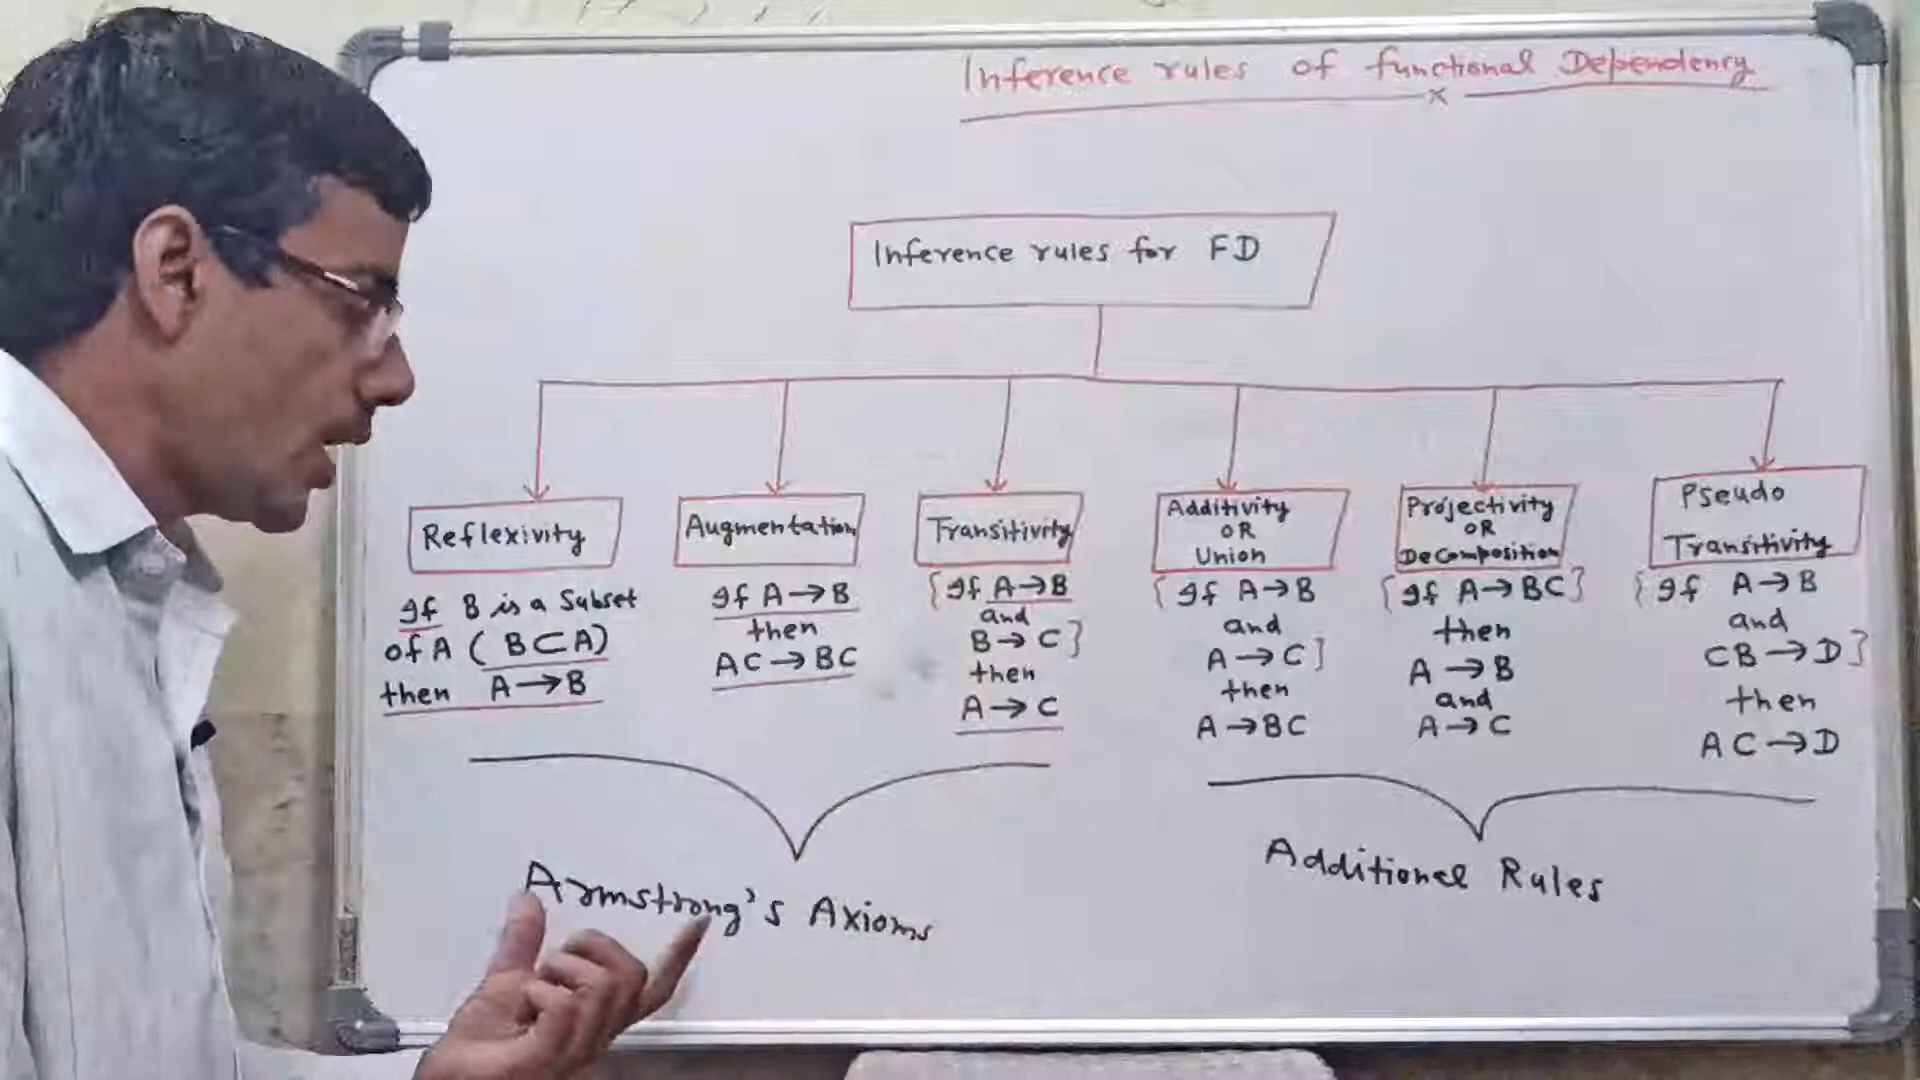 Inference rules of functional Dependency
x
Inference rules for FD
Reflexivity
If B is a Subset
of A ( B⊂A)
then A→B
Augmentation
If A→B
then
AC→BC
Transitivity
{If A→B
and
B→C}
then
A→C
Additivity
OR
Union
{If A→B
and
A→C}
then
A→BC
Projectivity
OR
DeComposition
{If A→BC}
then
A→B
and
A→C
Pseudo
Transitivity
{If A→B
and
CB→D}
then
AC→D
Armstrong's Axioms
Additional Rules